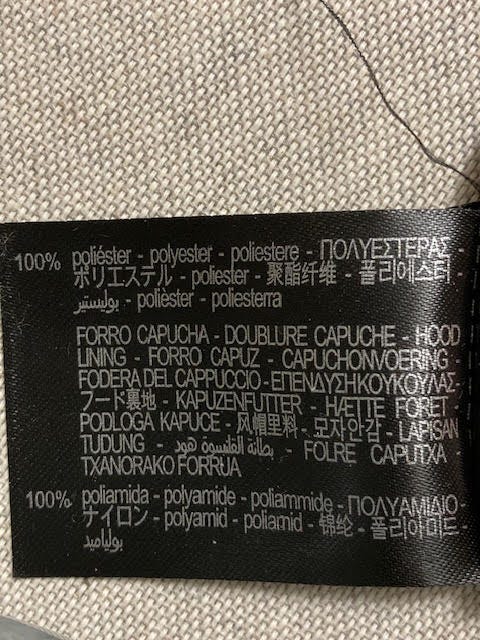 100% poliéster - polyester - poliestere - ΠΟΛΥΕΣΤΕΡΑΣ -
ポリエステル - poliester - 聚酯纤维 - 폴리에스터 -
بوليستير - polièster - poliesterra
FORRO CAPUCHA - DOUBLURE CAPUCHE - HOOD
LINING - FORRO CAPUZ - CAPUCHONVOERING -
FODERA DEL CAPPUCCIO - ΕΠΕΝΔΥΣΗ ΚΟΥΚΟΥΛΑΣ-
フード裏地 - KAPUZENFUTTER - HÆTTE FORET -
PODLOGA KAPUCE - 风帽里料 - 모자안감 - LAPISAN
TUDUNG - بطانة القلنسوة هود - FOLRE CAPUTXA -
TXANORAKO FORRUA
100% poliamida - polyamide - poliammide - ΠΟΛΥΑΜΙΔΙΟ-
ナイロン - polyamid - poliamid - 锦纶 - 폴리아미드 -
بولياميد